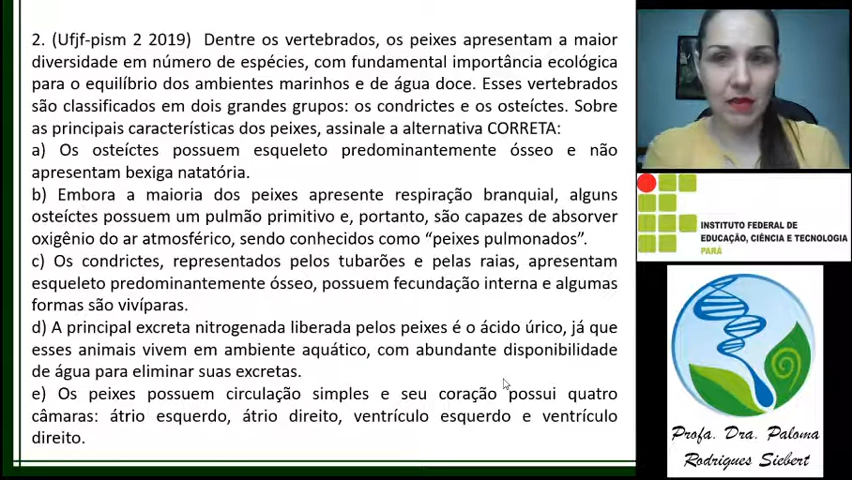 2. (Ufjf-pism 2 2019) Dentre os vertebrados, os peixes apresentam a maior
diversidade em número de espécies, com fundamental importância ecológica
para o equilíbrio dos ambientes marinhos e de água doce. Esses vertebrados
são classificados em dois grandes grupos: os condrictes e os osteíctes. Sobre
as principais características dos peixes, assinale a alternativa CORRETA:
a) Os osteíctes possuem esqueleto predominantemente ósseo e não
apresentam bexiga natatória.
b) Embora a maioria dos peixes apresente respiração branquial, alguns
osteíctes possuem um pulmão primitivo e, portanto, são capazes de absorver
oxigênio do ar atmosférico, sendo conhecidos como “peixes pulmonados”.
c) Os condrictes, representados pelos tubarões e pelas raias, apresentam
esqueleto predominantemente ósseo, possuem fecundação interna e algumas
formas são vivíparas.
d) A principal excreta nitrogenada liberada pelos peixes é o ácido úrico, já que
esses animais vivem em ambiente aquático, com abundante disponibilidade
de água para eliminar suas excretas.
e) Os peixes possuem circulação simples e seu coração possui quatro
câmaras: átrio esquerdo, átrio direito, ventrículo esquerdo e ventrículo
direito.
INSTITUTO FEDERAL DE
EDUCAÇÃO, CIÊNCIA E TECNOLOGIA
PARÁ
Profa. Dra. Paloma
Rodrigues Siebert